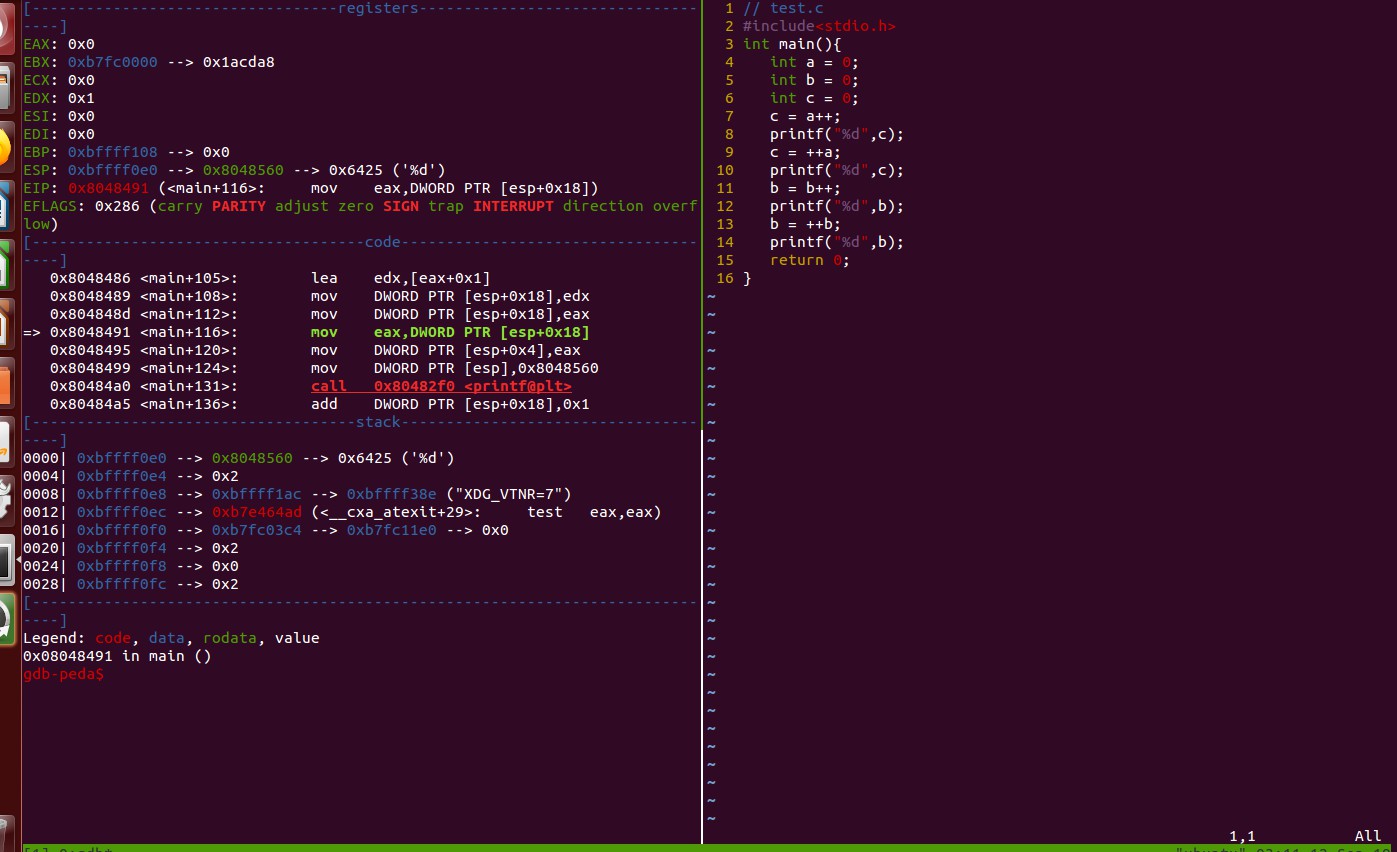 [----------------------------------registers-----------------------------------]
EAX: 0x0
EBX: 0xb7fc0000 --> 0x1acda8
ECX: 0x0
EDX: 0x1
ESI: 0x0
EDI: 0x0
EBP: 0xbffff108 --> 0x0
ESP: 0xbffff0e0 --> 0x8048560 --> 0x6425 ('%d')
EIP: 0x8048491 (<main+116>:     mov    eax,DWORD PTR [esp+0x18])
EFLAGS: 0x286 (carry PARITY adjust zero SIGN trap INTERRUPT direction overf
low)
[-------------------------------------code-------------------------------------]
   0x8048486 <main+105>:        lea    edx,[eax+0x1]
   0x8048489 <main+108>:        mov    DWORD PTR [esp+0x18],edx
   0x804848d <main+112>:        mov    DWORD PTR [esp+0x18],eax
=> 0x8048491 <main+116>:        mov    eax,DWORD PTR [esp+0x18]
   0x8048495 <main+120>:        mov    DWORD PTR [esp+0x4],eax
   0x8048499 <main+124>:        mov    DWORD PTR [esp],0x8048560
   0x80484a0 <main+131>:        call   0x80482f0 <printf@plt>
   0x80484a5 <main+136>:        add    DWORD PTR [esp+0x18],0x1
[------------------------------------stack-------------------------------------]
0000| 0xbffff0e0 --> 0x8048560 --> 0x6425 ('%d')
0004| 0xbffff0e4 --> 0x2
0008| 0xbffff0e8 --> 0xbffff1ac --> 0xbffff38e ("XDG_VTNR=7")
0012| 0xbffff0ec --> 0xb7e464ad (<__cxa_atexit+29>:     test   eax,eax)
0016| 0xbffff0f0 --> 0xb7fc03c4 --> 0xb7fc11e0 --> 0x0
0020| 0xbffff0f4 --> 0x2
0024| 0xbffff0f8 --> 0x0
0028| 0xbffff0fc --> 0x2
[------------------------------------------------------------------------------]
Legend: code, data, rodata, value
0x08048491 in main ()
gdb-peda$
1 // test.c
2 #include<stdio.h>
3 int main(){
4    int a = 0;
5    int b = 0;
6    int c = 0;
7    c = a++;
8    printf("%d",c);
9    c = ++a;
10    printf("%d",c);
11    b = b++;
12    printf("%d",b);
13    b = ++b;
14    printf("%d",b);
15    return 0;
16 }
1,1 All